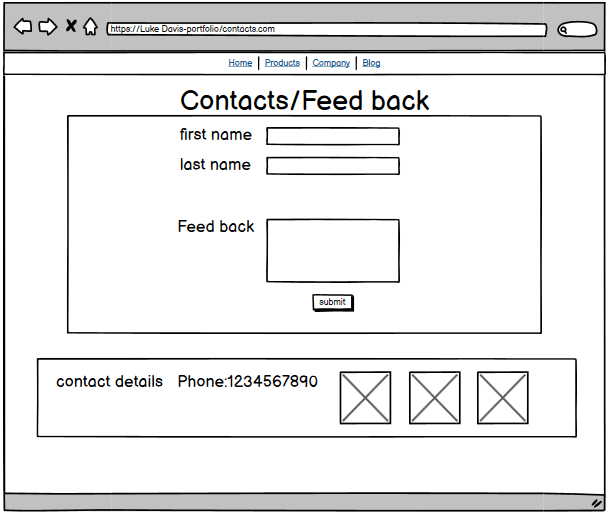 https://Luke Davis-portfolio/contacts.com
Home | Products | Company | Blog
Contacts/Feed back
first name
last name
Feed back
submit
contact details Phone:1234567890